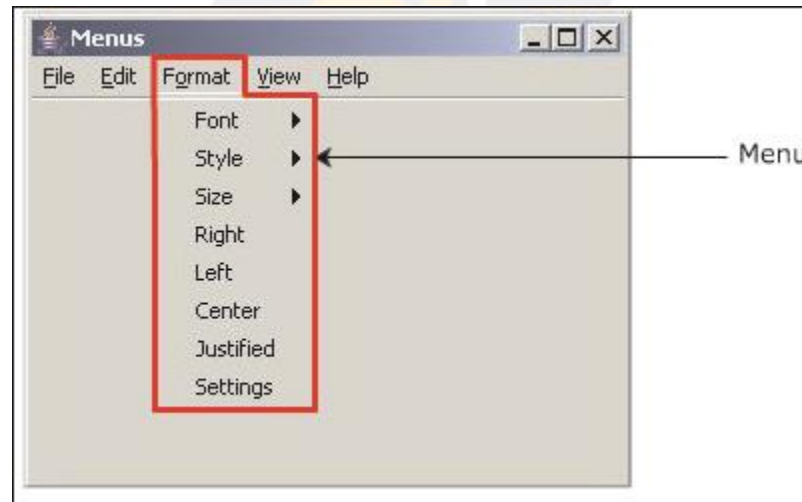 Menus
File Edit Format View Help
Font
Style
Menu
Size
Right
Left
Center
Justified
Settings